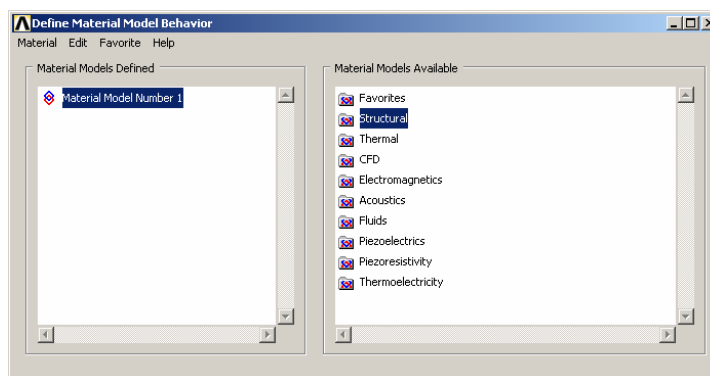 Define Material Model Behavior
Material Edit Favorite Help
Material Models Defined
Material Model Number 1
Material Models Available
Favorites
Structural
Thermal
CFD
Electromagnetics
Acoustics
Fluids
Piezoelectrics
Piezoresistivity
Thermoelectricity